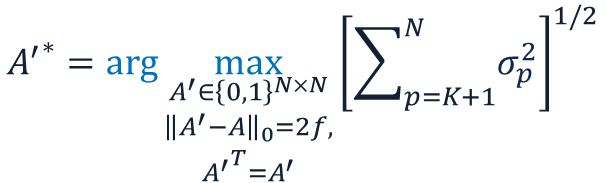 A′* = arg max [∑_{p=K+1}^{N} σ_p^2]^{1/2}
A′∈{0,1}^{N×N}
‖A′−A‖_0=2f,
A′^T=A′